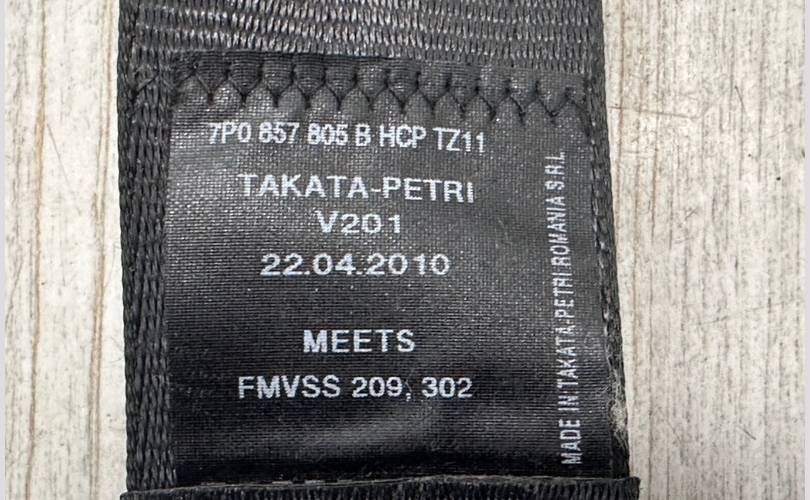 7P0 857 805 B HCP TZ11
TAKATA-PETRI
V201
22.04.2010
MEETS
FMVSS 209, 302
MADE IN TAKATA-PETRI ROMANIA S.R.L